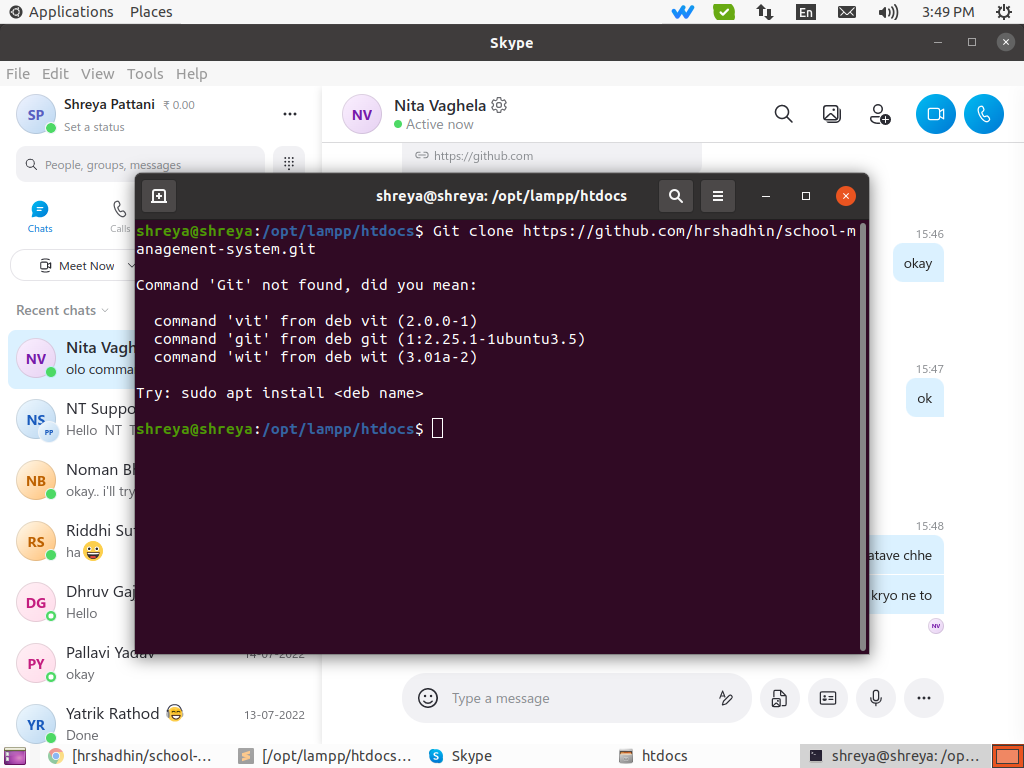 Applications Places
En
3:49 PM
Skype
File Edit View Tools Help
SP
Shreya Pattani ₹ 0.00
Set a status
People, groups, messages
Chats
Calls
Meet Now
Recent chats
NV
Nita Vagh
olo comma
NS
PP
NT Suppo
Hello NT T
NB
Noman Bh
okay.. i'll try
RS
Riddhi Sut
ha
DG
Dhruv Gaj
Hello
PY
Pallavi Yadav
14-07-2022
okay
YR
Yatrik Rathod
13-07-2022
Done
NV
Nita Vaghela
Active now
https://github.com
15:46
okay
15:47
ok
15:48
atave chhe
kryo ne to
NV
Type a message
shreya@shreya: /opt/lampp/htdocs
shreya@shreya:/opt/lampp/htdocs$ Git clone https://github.com/hrshadhin/school-m
anagement-system.git
Command 'Git' not found, did you mean:
command 'vit' from deb vit (2.0.0-1)
command 'git' from deb git (1:2.25.1-1ubuntu3.5)
command 'wit' from deb wit (3.01a-2)
Try: sudo apt install <deb name>
shreya@shreya:/opt/lampp/htdocs$
[hrshadhin/school-...
[/opt/lampp/htdocs...
Skype
htdocs
shreya@shreya: /op...